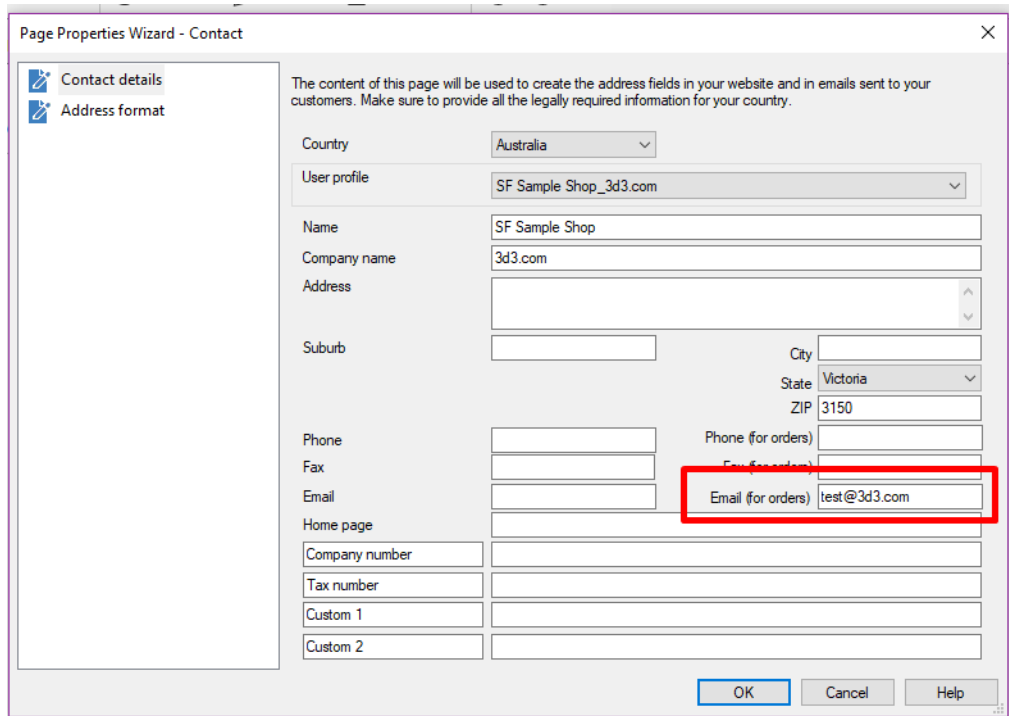 Page Properties Wizard - Contact
Contact details
Address format
The content of this page will be used to create the address fields in your website and in emails sent to your
customers. Make sure to provide all the legally required information for your country.
Country Australia
User profile SF Sample Shop_3d3.com
Name SF Sample Shop
Company name 3d3.com
Address
Suburb City
State Victoria
ZIP 3150
Phone Phone (for orders)
Fax Fax (for orders)
Email Email (for orders) test@3d3.com
Home page
Company number
Tax number
Custom 1
Custom 2
OK Cancel Help